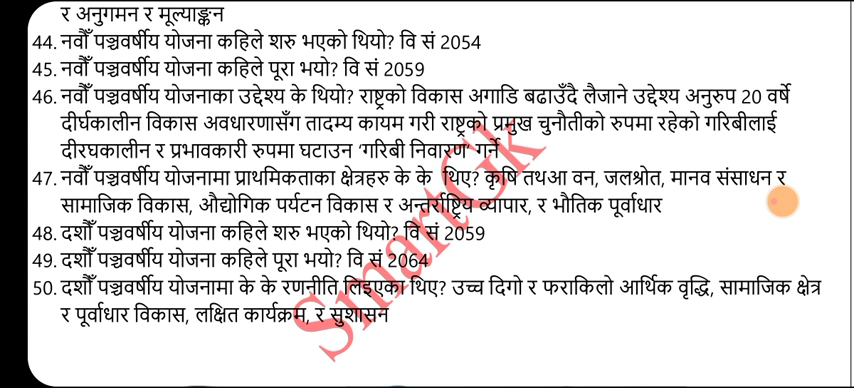 र अनुगमन र मूल्याङ्कन
44. नवौँ पञ्चवर्षीय योजना कहिले शरु भएको थियो? वि सं 2054
45. नवौँ पञ्चवर्षीय योजना कहिले पूरा भयो? वि सं 2059
46. नवौँ पञ्चवर्षीय योजनाका उद्देश्य के थियो? राष्ट्रको विकास अगाडि बढाउँदै लैजाने उद्देश्य अनुरुप 20 वर्षे
दीर्घकालीन विकास अवधारणासँग तादम्य कायम गरी राष्ट्रको प्रमुख चुनौतीको रुपमा रहेको गरिबीलाई
दीरघकालीन र प्रभावकारी रुपमा घटाउन 'गरिबी निवारण' गर्ने
47. नवौँ पञ्चवर्षीय योजनामा प्राथमिकताका क्षेत्रहरु के के थिए? कृषि तथआ वन, जलश्रोत, मानव संसाधन र
सामाजिक विकास, औद्योगिक पर्यटन विकास र अन्तर्राष्ट्रिय व्यापार, र भौतिक पूर्वाधार
48. दशौँ पञ्चवर्षीय योजना कहिले शरु भएको थियो? वि सं 2059
49. दशौँ पञ्चवर्षीय योजना कहिले पूरा भयो? वि सं 2064
50. दशौँ पञ्चवर्षीय योजनामा के के रणनीति लिइएका थिए? उच्च दिगो र फराकिलो आर्थिक वृद्धि, सामाजिक क्षेत्र
र पूर्वाधार विकास, लक्षित कार्यक्रम, र सुशासन
SmartGk